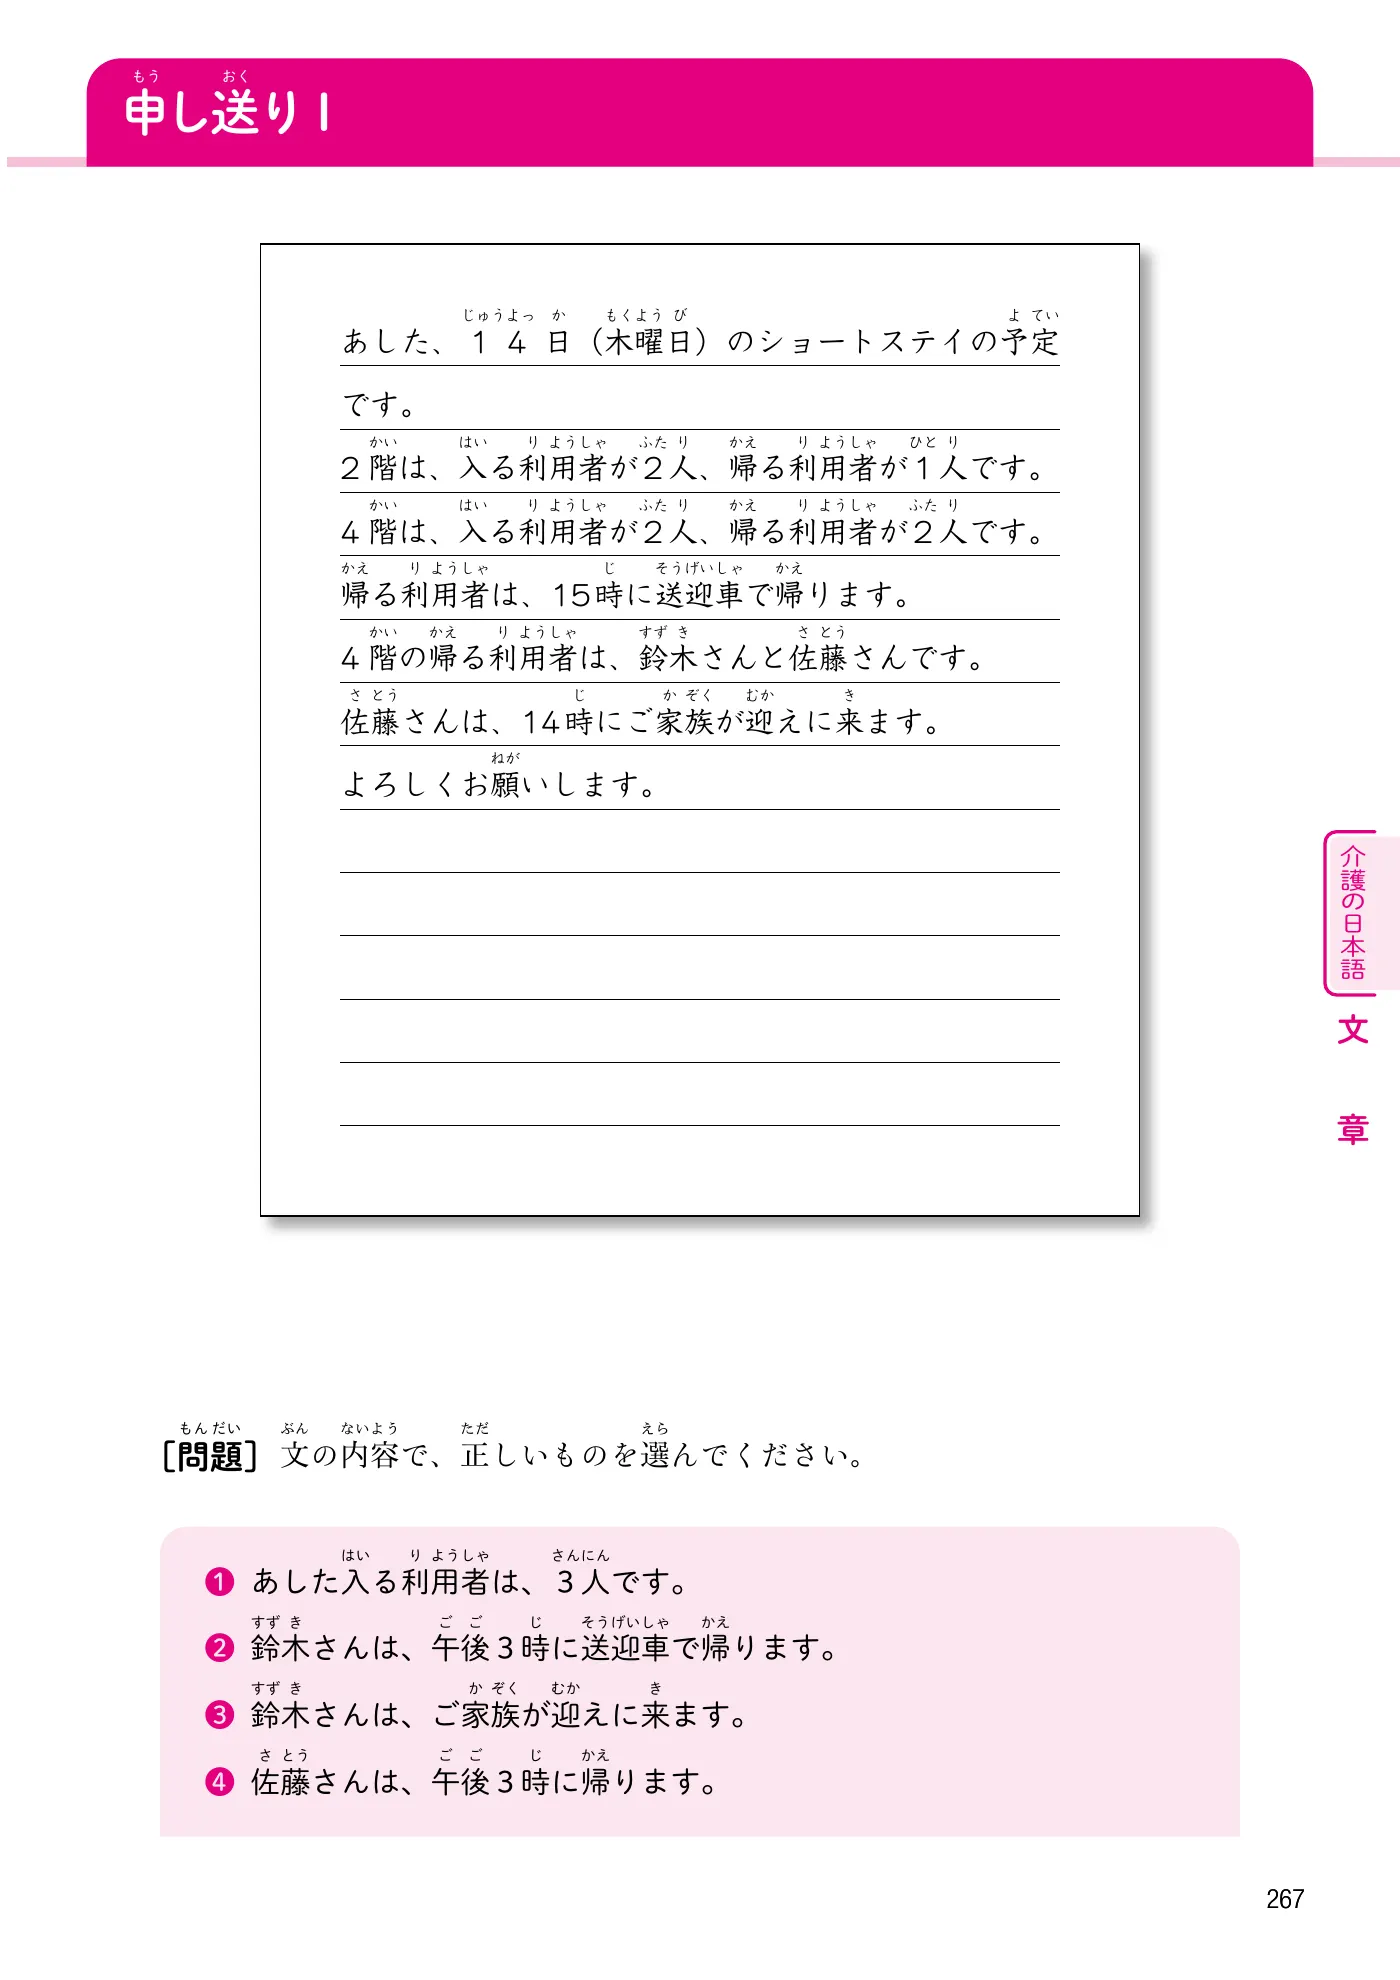 申し送り1
あした、14日（木曜日）のショートステイの予定
です。
2階は、入る利用者が2人、帰る利用者が1人です。
4階は、入る利用者が2人、帰る利用者が2人です。
帰る利用者は、15時に送迎車で帰ります。
4階の帰る利用者は、鈴木さんと佐藤さんです。
佐藤さんは、14時にご家族が迎えに来ます。
よろしくお願いします。
介護の日本語
文章
［問題］ 文の内容で、正しいものを選んでください。
❶ あした入る利用者は、3人です。
❷ 鈴木さんは、午後3時に送迎車で帰ります。
❸ 鈴木さんは、ご家族が迎えに来ます。
❹ 佐藤さんは、午後3時に帰ります。
267